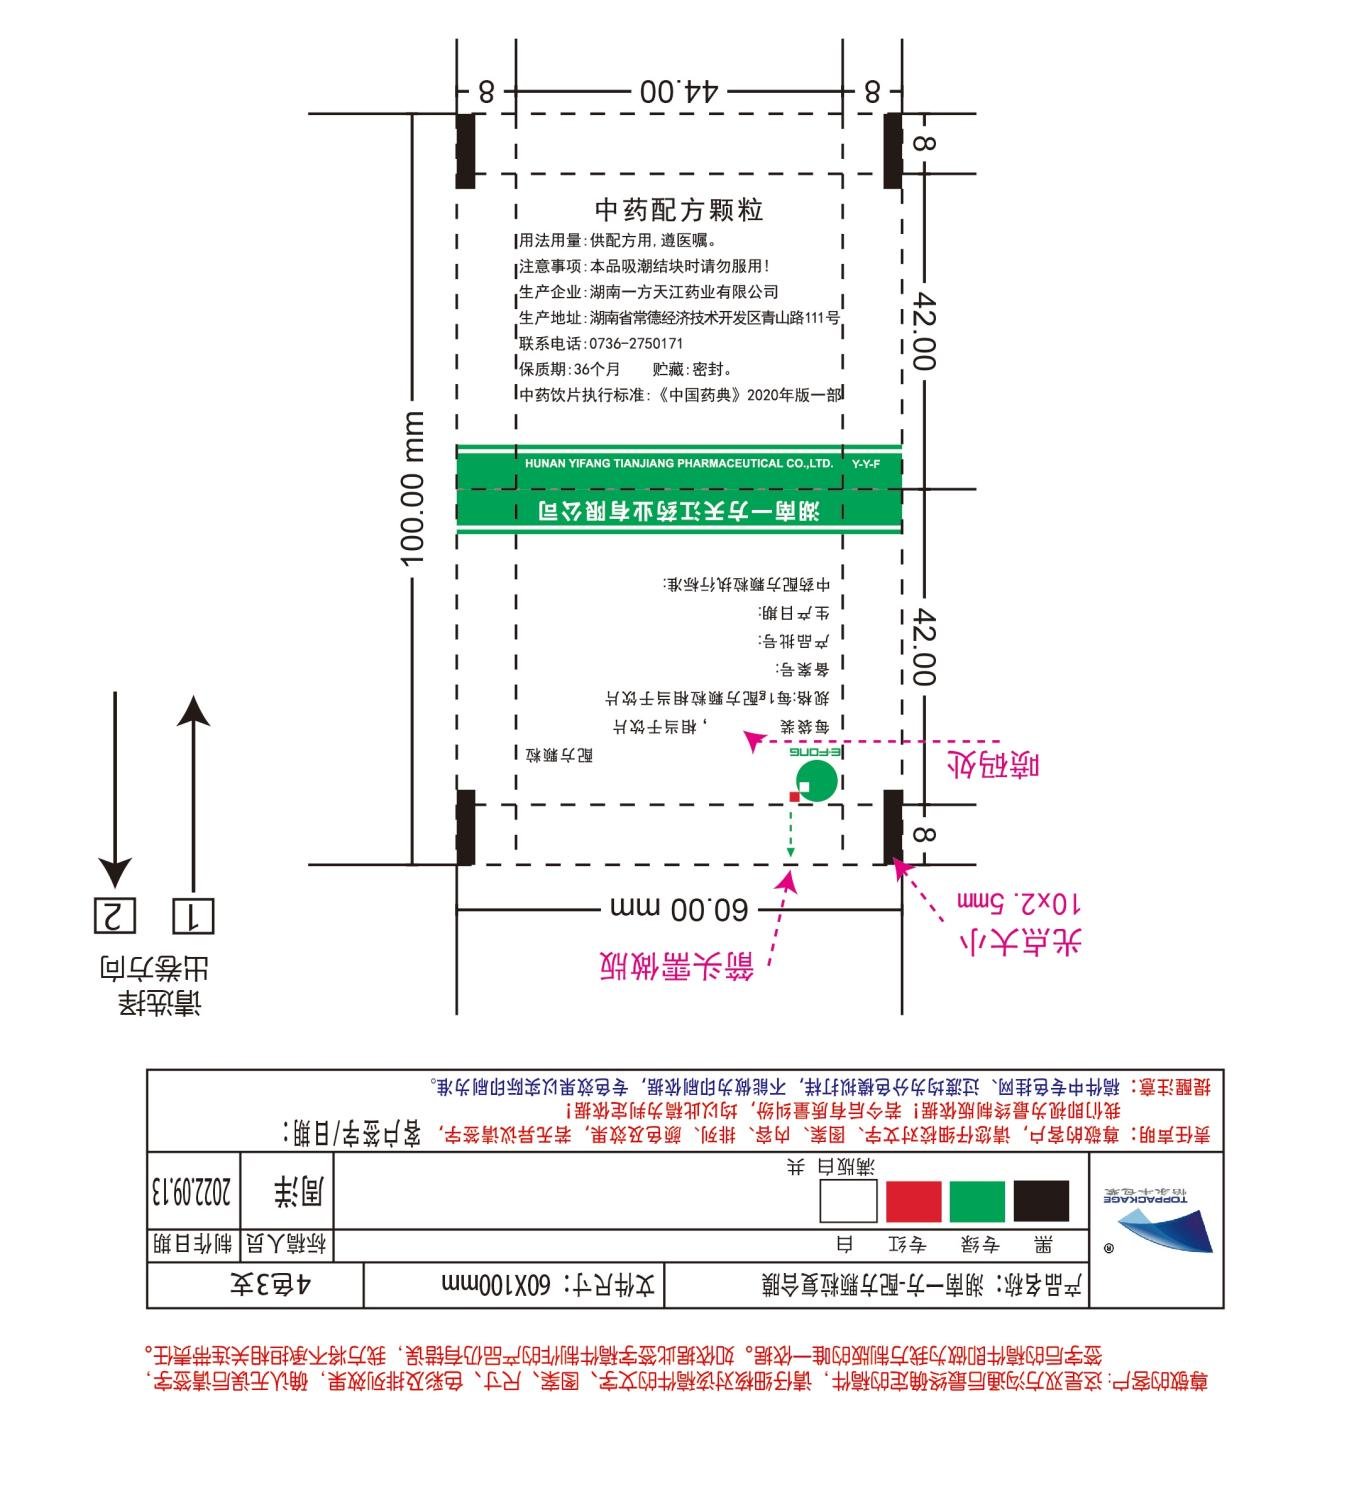 8
44.00
8
8
中药配方颗粒
用法用量:供配方用,遵医嘱。
注意事项:本品吸潮结块时请勿服用!
生产企业:湖南一方天江药业有限公司
生产地址:湖南省常德经济技术开发区青山路111号
联系电话:0736-2750171
保质期:36个月 贮藏:密封。
中药饮片执行标准:《中国药典》2020年版一部
42.00
100.00 mm
HUNAN YIFANG TIANJIANG PHARMACEUTICAL CO.,LTD. Y-Y-F
湖南一方天江药业有限公司
中药配方颗粒执行标准:
生产日期:
产品批号:
备案号:
规格:每1g配方颗粒相当于饮片
每袋装 ,相当于饮片
配方颗粒
E-FONG
42.00
喷码处
8
60.00 mm
10x2.5mm
光点大小
箭头需做版
1
2
请选择
出卷方向
提醒注意:稿件中专色挂网、过渡均为分色模拟打样,不能做为印刷依据,专色效果以实际印刷为准。
责任声明:尊敬的客户,请您仔细校对文字、图案、内容、排列、颜色及效果,若无异议请签字,
我们即视为最终制版依据!若今后有质量纠纷,均以此稿为判定依据!
客户签字/日期:
满版白 共
黑 专绿 专红 白
标稿人员 制作日期
周洋 2022.09.13
TOPPACKAGE
怡永丰包装
®
产品名称:湖南一方-配方颗粒复合膜 文件尺寸:60X100mm 4色3支
尊敬的客户:这是双方沟通后最终确定的稿件,请仔细核对该稿件的文字、图案、尺寸、色彩及排列效果,确认无误后请签字,
签字后的稿件即做为我方制版的唯一依据。如依据此签字稿件制作的产品仍有错误,我方将不承担相关连带责任。